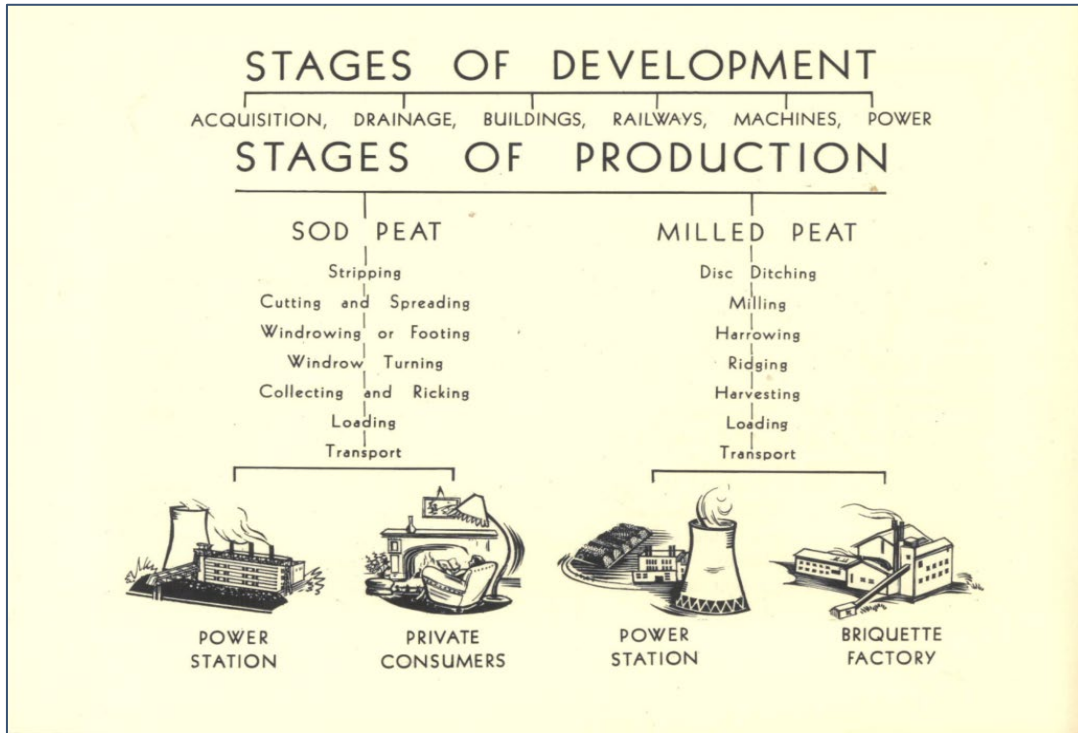 STAGES OF DEVELOPMENT
ACQUISITION, DRAINAGE, BUILDINGS, RAILWAYS, MACHINES, POWER
STAGES OF PRODUCTION
SOD PEAT
Stripping
Cutting and Spreading
Windrowing or Footing
Windrow Turning
Collecting and Ricking
Loading
Transport
POWER
STATION
PRIVATE
CONSUMERS
MILLED PEAT
Disc Ditching
Milling
Harrowing
Ridging
Harvesting
Loading
Transport
POWER
STATION
BRIQUETTE
FACTORY